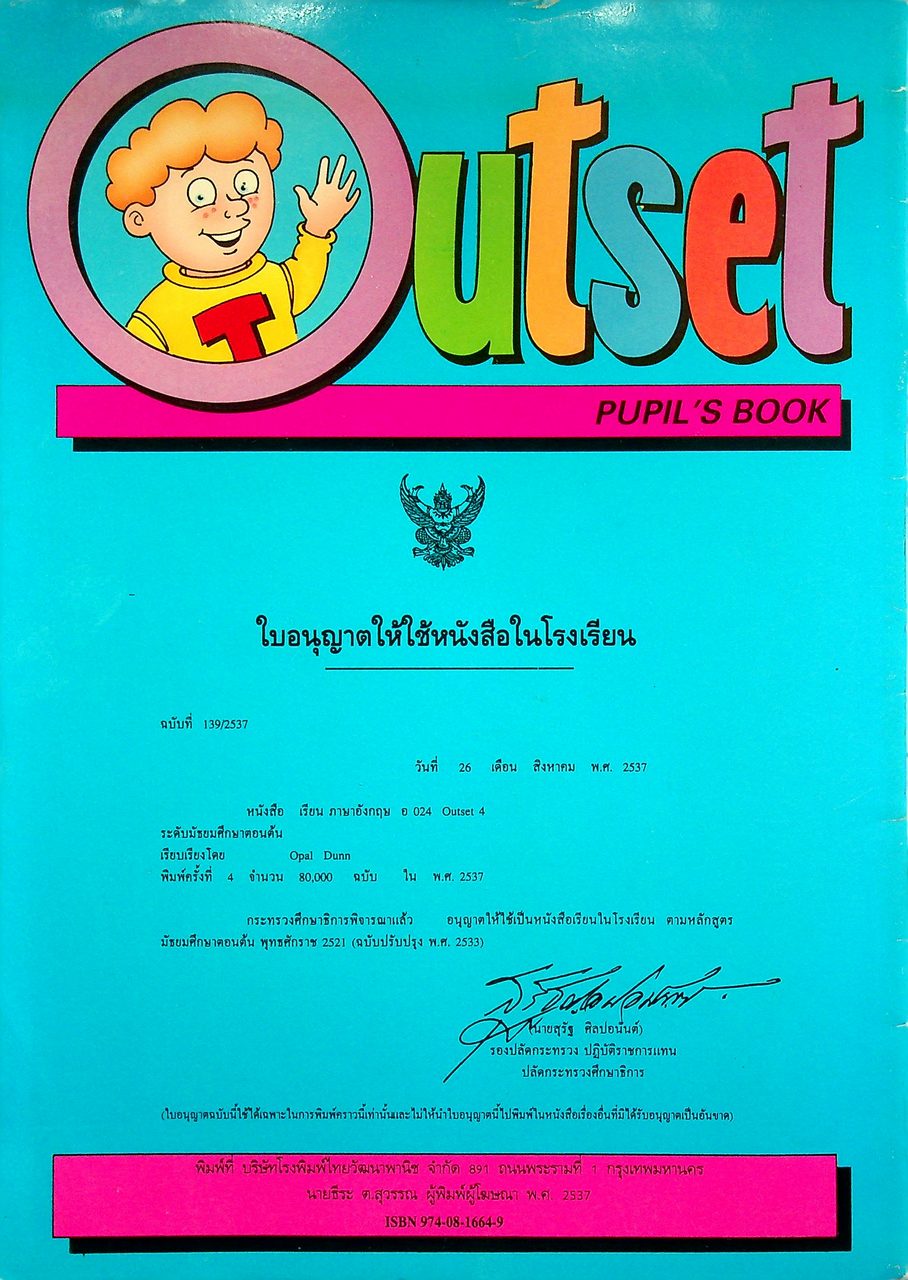 Outset
T
PUPIL'S BOOK
ใบอนุญาตให้ใช้หนังสือในโรงเรียน
ฉบับที่ 139/2537
วันที่ 26 เดือน สิงหาคม พ.ศ. 2537
หนังสือ เรียน ภาษาอังกฤษ อ 024 Outset 4
ระดับมัธยมศึกษาตอนต้น
เรียบเรียงโดย Opal Dunn
พิมพ์ครั้งที่ 4 จำนวน 80,000 ฉบับ ใน พ.ศ. 2537
กระทรวงศึกษาธิการพิจารณาแล้ว อนุญาตให้ใช้เป็นหนังสือเรียนในโรงเรียน ตามหลักสูตร
มัธยมศึกษาตอนต้น พุทธศักราช 2521 (ฉบับปรับปรุง พ.ศ. 2533)
(นายสุรัฐ ศิลปอนันต์)
รองปลัดกระทรวง ปฏิบัติราชการแทน
ปลัดกระทรวงศึกษาธิการ
(ใบอนุญาตฉบับนี้ใช้ได้เฉพาะในการพิมพ์คราวนี้เท่านั้นและไม่ให้นำใบอนุญาตนี้ไปพิมพ์ในหนังสือเรื่องอื่นที่มิได้รับอนุญาตเป็นอันขาด)
พิมพ์ที่ บริษัทโรงพิมพ์ไทยวัฒนาพานิช จำกัด 891 ถนนพระรามที่ 1 กรุงเทพมหานคร
นายธีระ ต.สุวรรณ ผู้พิมพ์ผู้โฆษณา พ.ศ. 2537
ISBN 974-08-1664-9